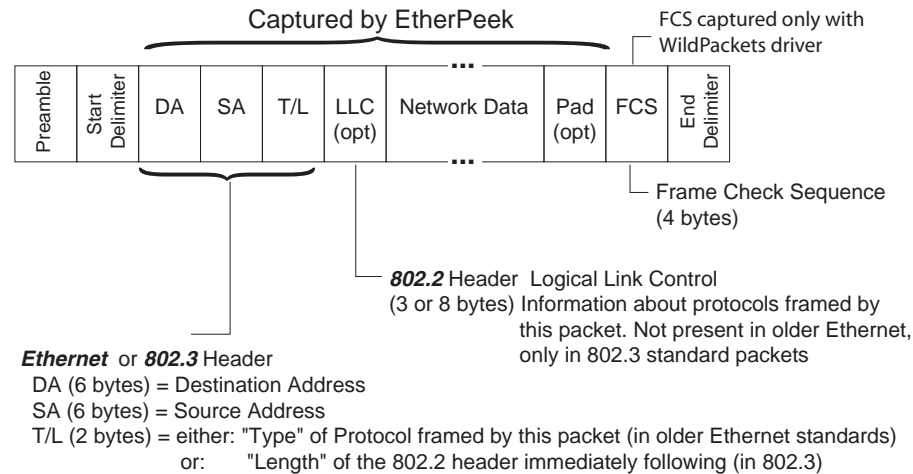 Captured by EtherPeek
FCS captured only with
WildPackets driver
Preamble
Start
Delimiter
DA
SA
T/L
LLC
(opt)
...
Network Data
...
Pad
(opt)
FCS
End
Delimiter
Frame Check Sequence
(4 bytes)
802.2 Header Logical Link Control
(3 or 8 bytes) Information about protocols framed by
this packet. Not present in older Ethernet,
only in 802.3 standard packets
Ethernet or 802.3 Header
DA (6 bytes) = Destination Address
SA (6 bytes) = Source Address
T/L (2 bytes) = either: "Type" of Protocol framed by this packet (in older Ethernet standards)
or: "Length" of the 802.2 header immediately following (in 802.3)